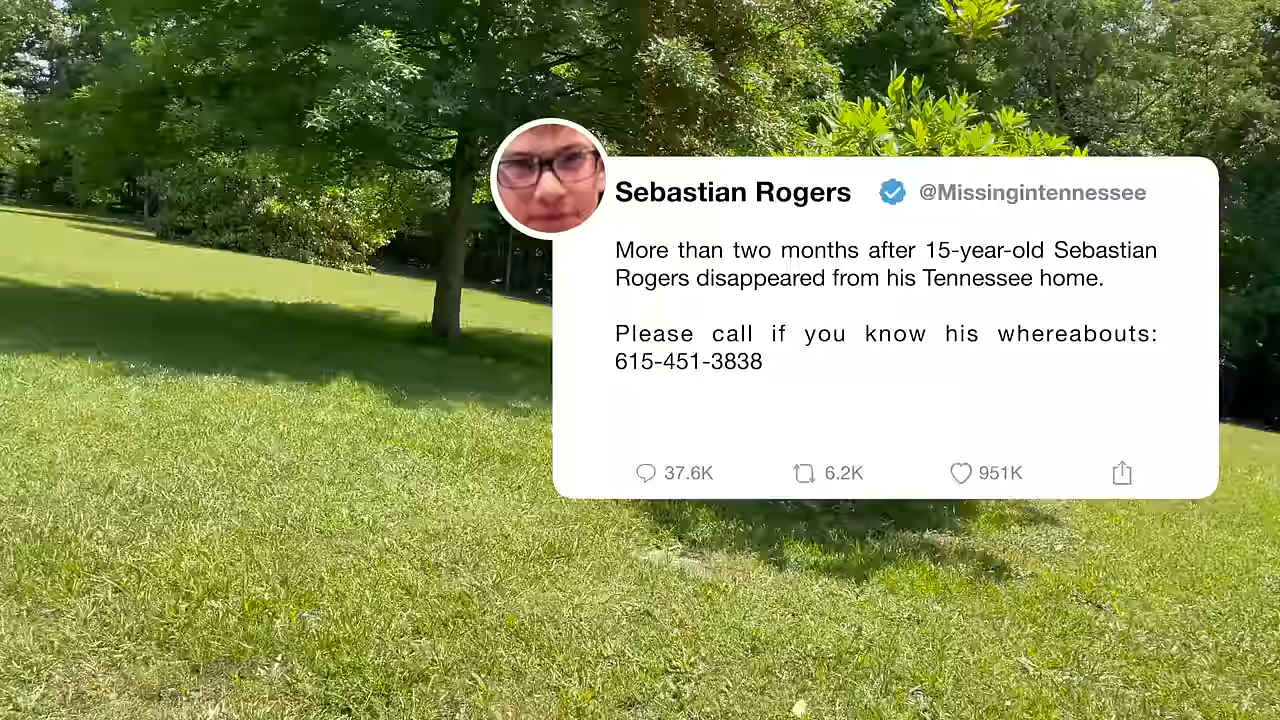 Sebastian Rogers @Missingintennessee
More than two months after 15-year-old Sebastian
Rogers disappeared from his Tennessee home.
Please call if you know his whereabouts:
615-451-3838
37.6K 6.2K 951K